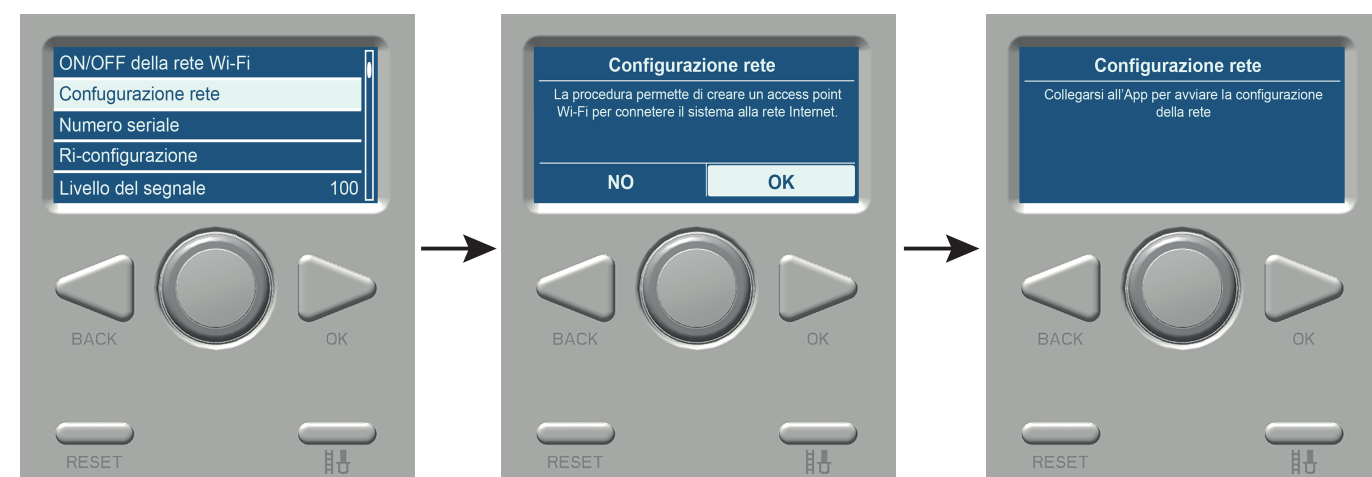 ON/OFF della rete Wi-Fi
Confugurazione rete
Numero seriale
Ri-configurazione
Livello del segnale 100
BACK
OK
RESET
Configurazione rete
La procedura permette di creare un access point
Wi-Fi per connetere il sistema alla rete Internet.
NO
OK
BACK
OK
RESET
Configurazione rete
Collegarsi all'App per avviare la configurazione
della rete
BACK
OK
RESET